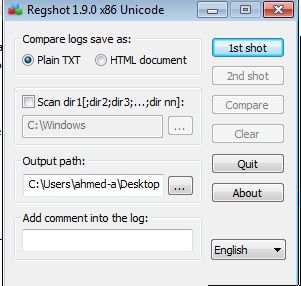 Regshot 1.9.0 x86 Unicode
Compare logs save as:
Plain TXT
HTML document
1st shot
2nd shot
Scan dir1[;dir2;dir3;...;dir nn]:
Compare
C:\Windows
...
Clear
Output path:
Quit
C:\Users\ahmed-a\Desktop
...
About
Add comment into the log:
English